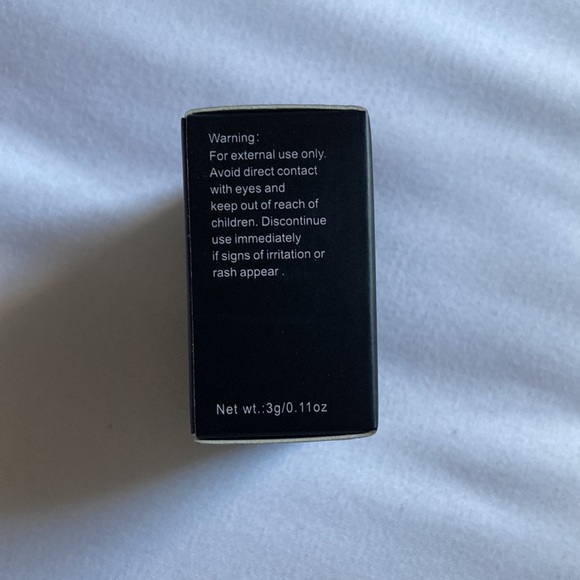 Warning:
For external use only.
Avoid direct contact
with eyes and
keep out of reach of
children. Discontinue
use immediately
if signs of irritation or
rash appear .
Net wt.:3g/0.11oz